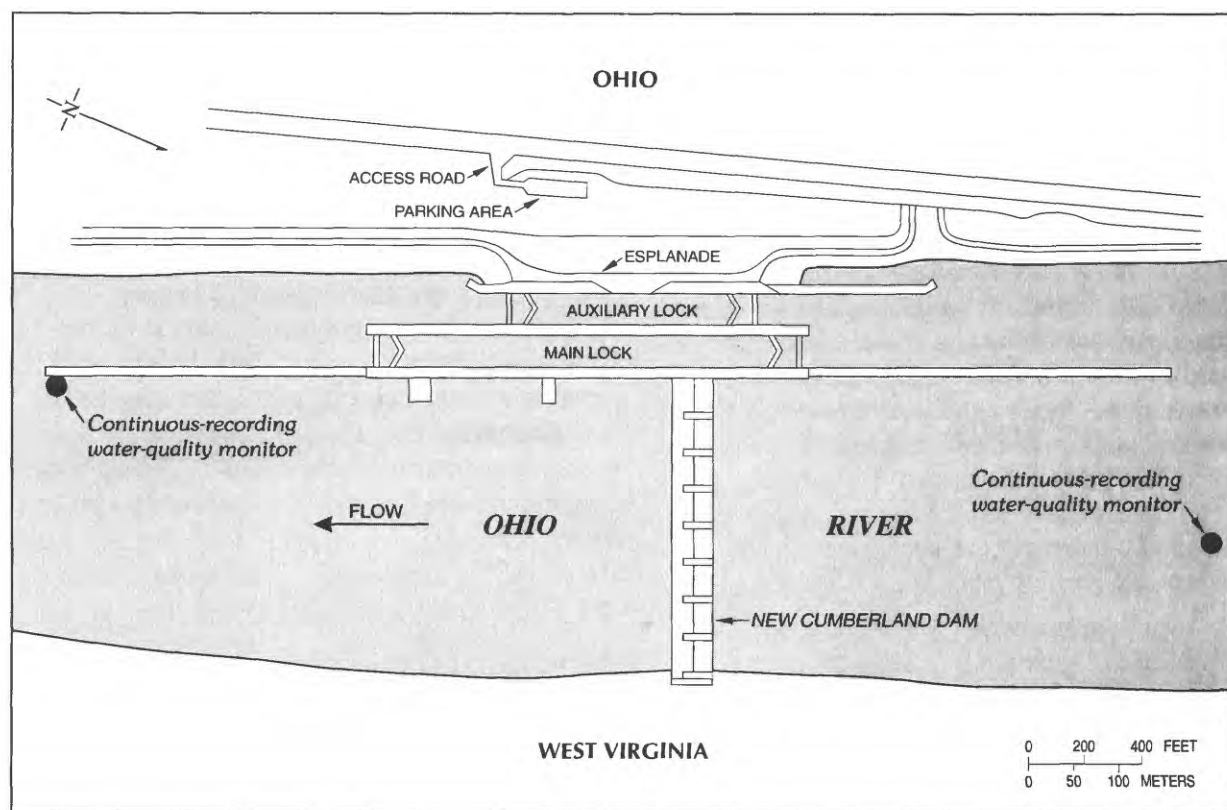 OHIO
N
ACCESS ROAD
PARKING AREA
ESPLANADE
AUXILIARY LOCK
MAIN LOCK
Continuous-recording
water-quality monitor
Continuous-recording
water-quality monitor
FLOW
OHIO
RIVER
NEW CUMBERLAND DAM
WEST VIRGINIA
0 200 400 FEET
0 50 100 METERS